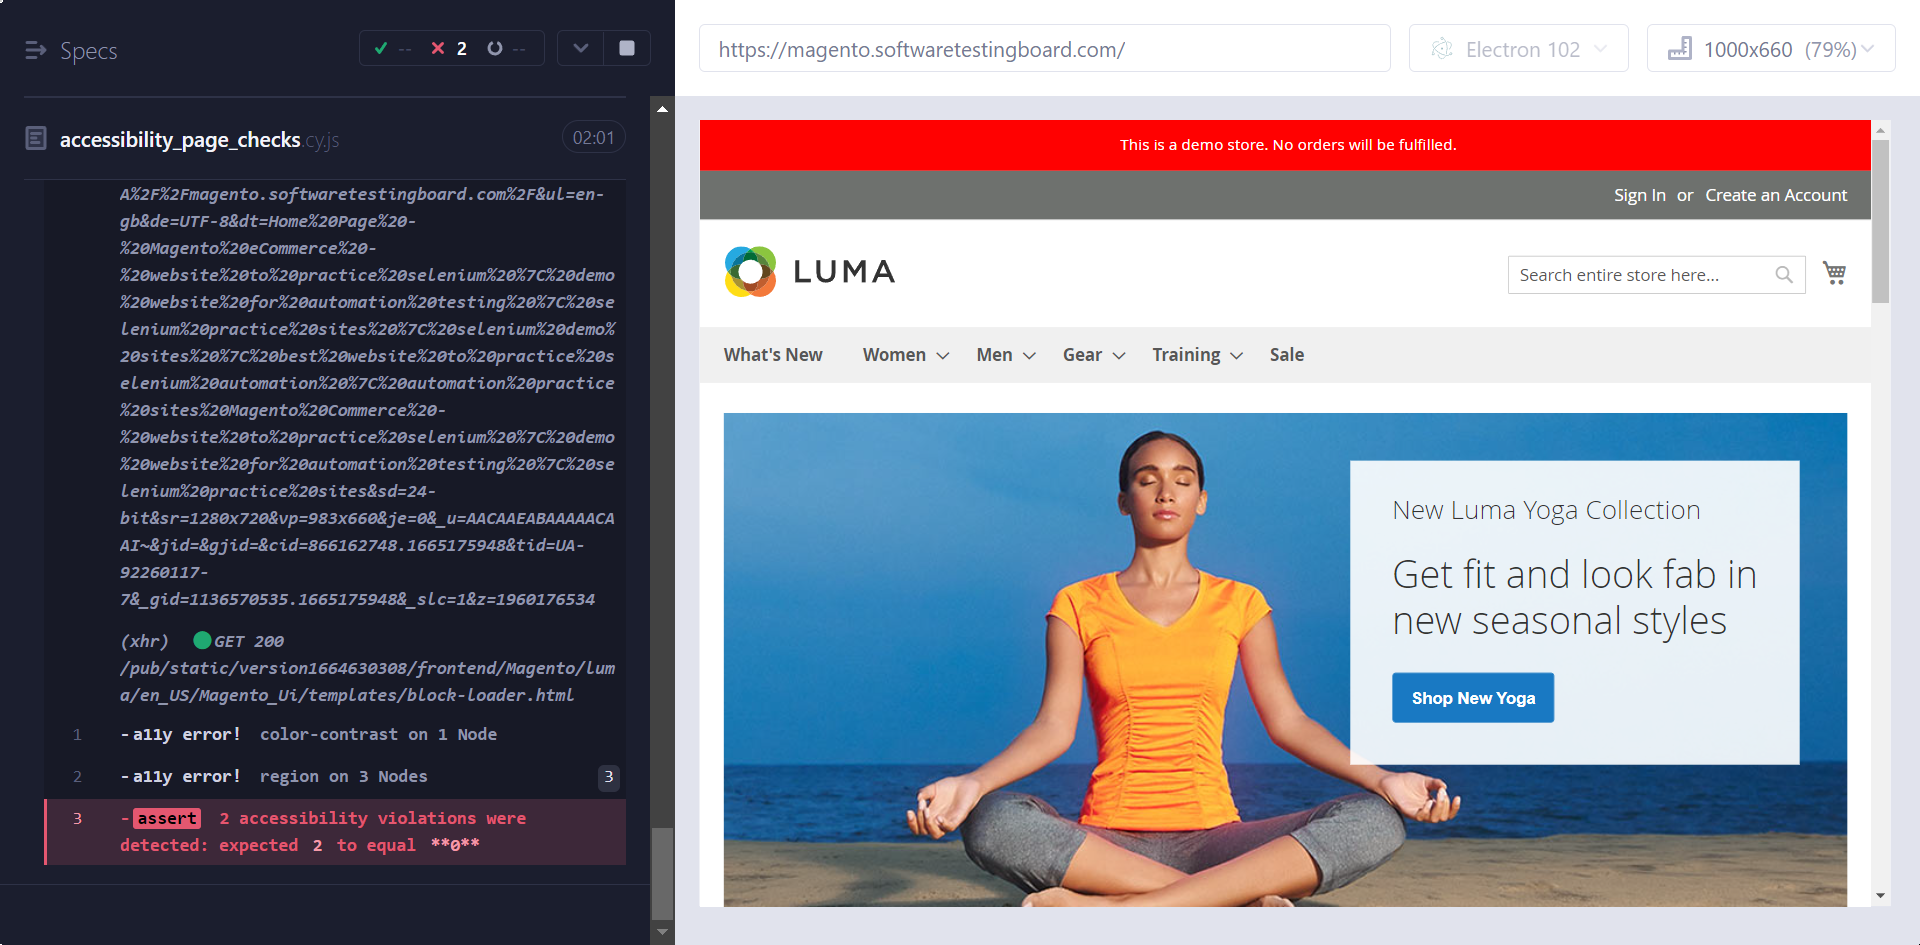 Specs
-- 2 --
accessibility_page_checks.cy.js
02:01
A%2F%2Fmagento.softwaretestingboard.com%2F&ul=en-
gb&de=UTF-8&dt=Home%20Page%20-
%20Magento%20eCommerce%20-
%20website%20to%20practice%20selenium%20%7C%20demo
%20website%20for%20automation%20testing%20%7C%20se
lenium%20practice%20sites%20%7C%20selenium%20demo%
20sites%20%7C%20best%20website%20to%20practice%20s
elenium%20automation%20%7C%20automation%20practice
%20sites%20Magento%20Commerce%20-
%20website%20to%20practice%20selenium%20%7C%20demo
%20website%20for%20automation%20testing%20%7C%20se
lenium%20practice%20sites&sd=24-
bit&sr=1280x720&vp=983x660&je=0&_u=AACAAEABAAAAACA
AI~&jid=&gjid=&cid=866162748.1665175948&tid=UA-
92260117-
7&_gid=1136570535.1665175948&_slc=1&z=1960176534
(xhr) GET 200
/pub/static/version1664630308/frontend/Magento/lum
a/en_US/Magento_Ui/templates/block-loader.html
1 -a11y error! color-contrast on 1 Node
2 -a11y error! region on 3 Nodes 3
3 -assert 2 accessibility violations were
detected: expected 2 to equal **0**
https://magento.softwaretestingboard.com/
Electron 102
1000x660 (79%)
This is a demo store. No orders will be fulfilled.
Sign In or Create an Account
LUMA
Search entire store here...
What's New Women Men Gear Training Sale
New Luma Yoga Collection
Get fit and look fab in
new seasonal styles
Shop New Yoga